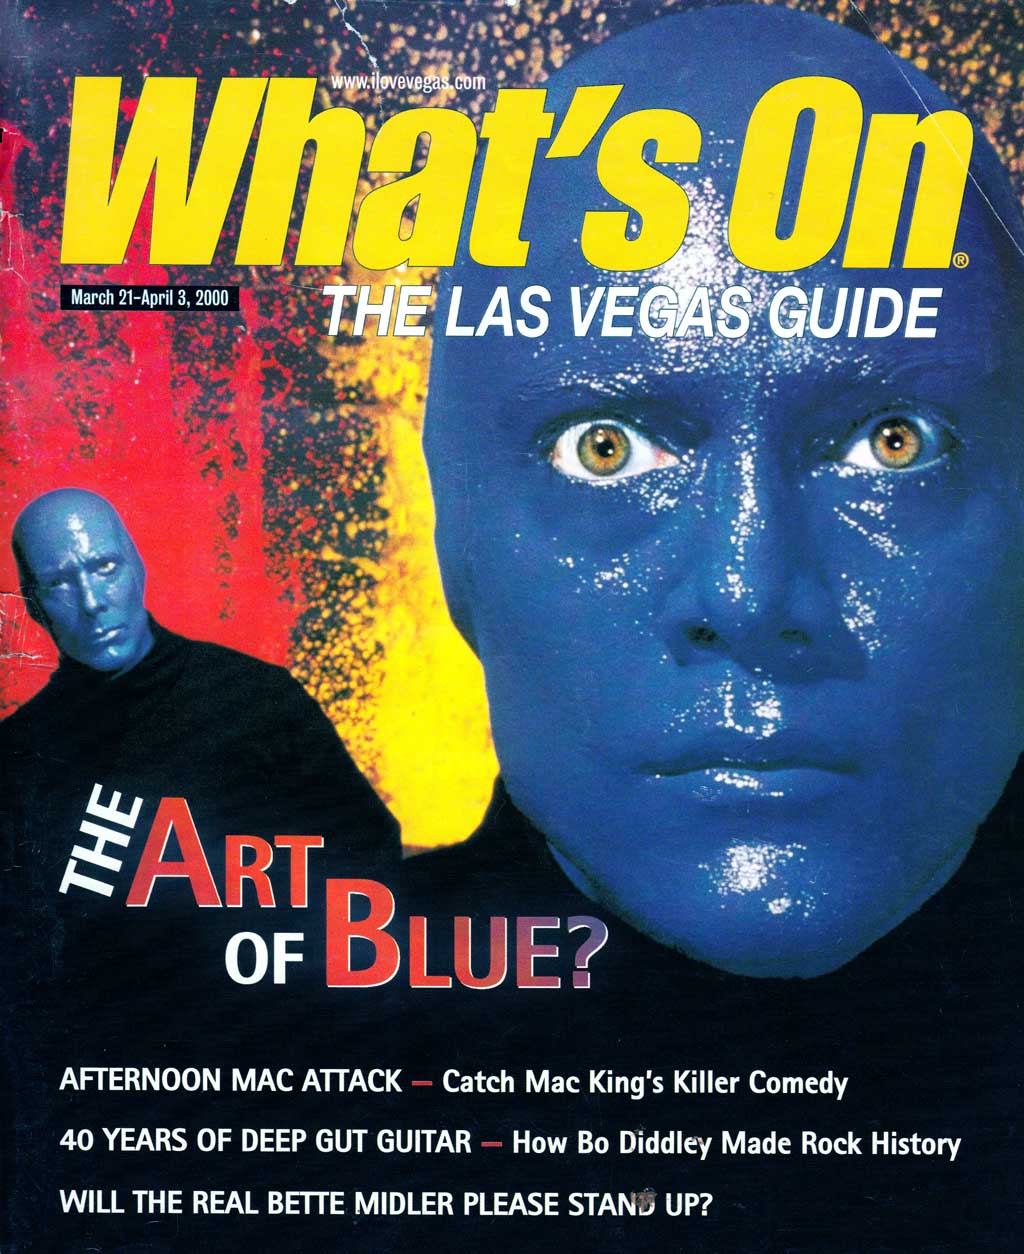 www.ilovevegas.com
What's On®
March 21–April 3, 2000
THE LAS VEGAS GUIDE
THE ART
OF BLUE?
AFTERNOON MAC ATTACK — Catch Mac King's Killer Comedy
40 YEARS OF DEEP GUT GUITAR — How Bo Diddley Made Rock History
WILL THE REAL BETTE MIDLER PLEASE STAND UP?